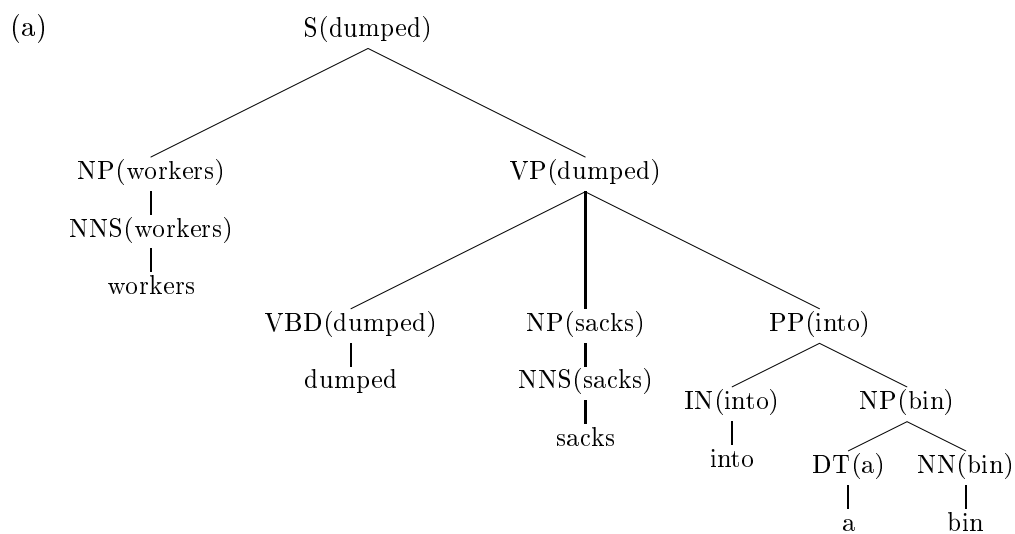 (a) S(dumped)
NP(workers) VP(dumped)
NNS(workers)
workers
VBD(dumped) NP(sacks) PP(into)
dumped NNS(sacks) IN(into) NP(bin)
sacks into DT(a) NN(bin)
a bin